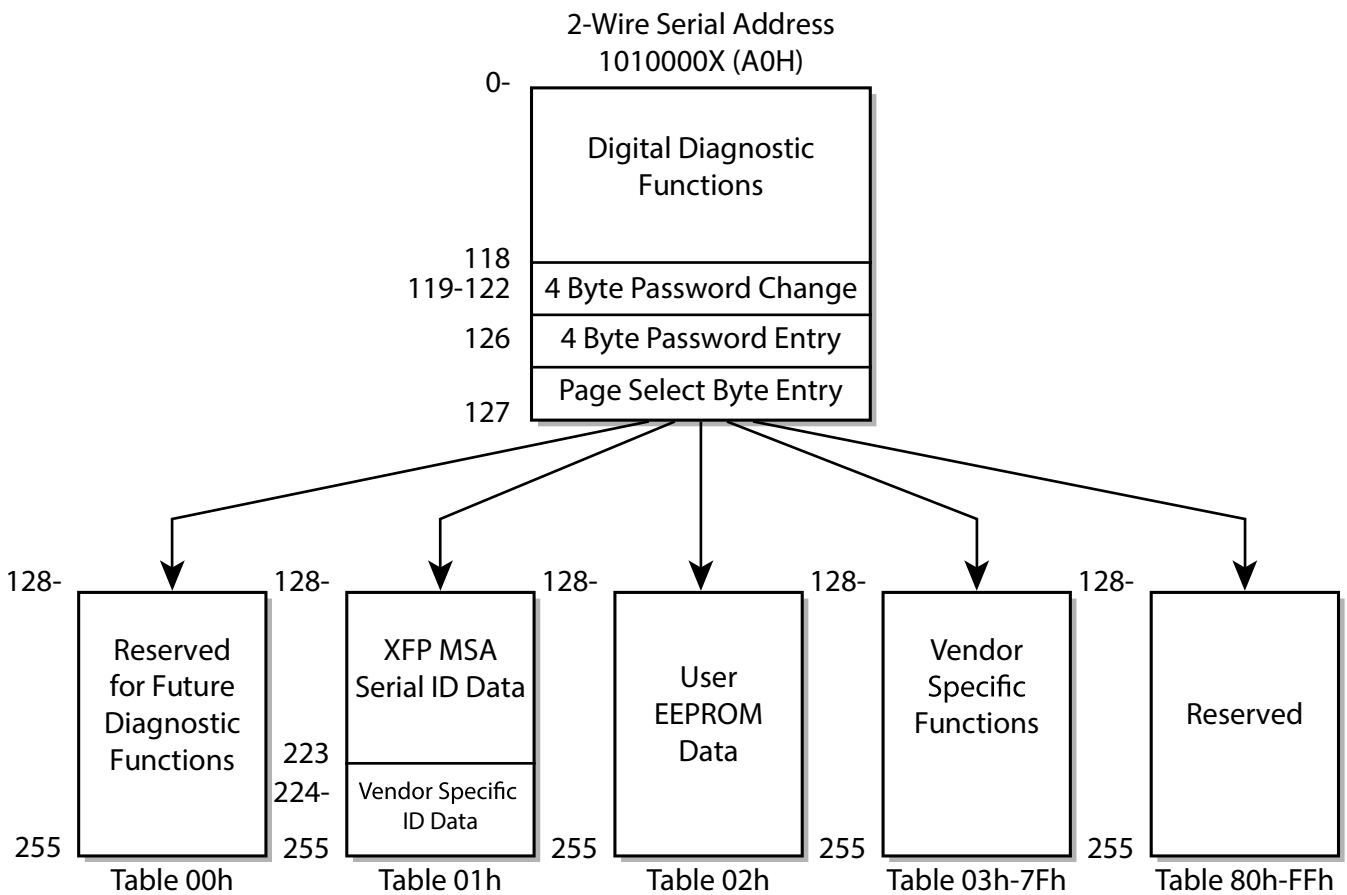 2-Wire Serial Address
1010000X (A0H)
0-
Digital Diagnostic
Functions
118
119-122
4 Byte Password Change
126
4 Byte Password Entry
Page Select Byte Entry
127
128-
Reserved
for Future
Diagnostic
Functions
255
Table 00h
128-
XFP MSA
Serial ID Data
223
224-
Vendor Specific
ID Data
255
Table 01h
128-
User
EEPROM
Data
255
Table 02h
128-
Vendor
Specific
Functions
255
Table 03h-7Fh
128-
Reserved
255
Table 80h-FFh